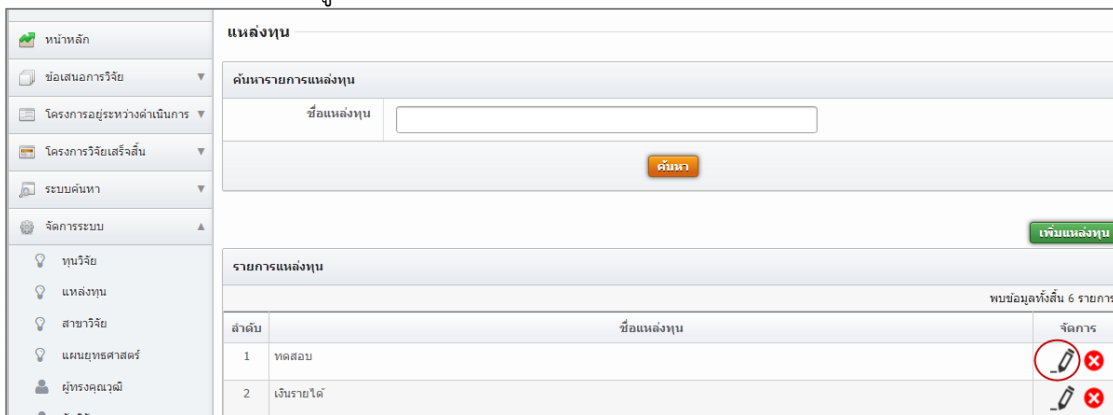 แหล่งทุน
หน้าหลัก
ข้อเสนอการวิจัย
โครงการอยู่ระหว่างดำเนินการ
โครงการวิจัยเสร็จสิ้น
ระบบค้นหา
จัดการระบบ
ทุนวิจัย
แหล่งทุน
สาขาวิจัย
แผนยุทธศาสตร์
ผู้ทรงคุณวุฒิ
ค้นหารายการแหล่งทุน
ชื่อแหล่งทุน
ค้นหา
เพิ่มแหล่งทุน
รายการแหล่งทุน
พบข้อมูลทั้งสิ้น 6 รายการ
ลำดับ ชื่อแหล่งทุน จัดการ
1 ทดสอบ
2 เงินรายได้